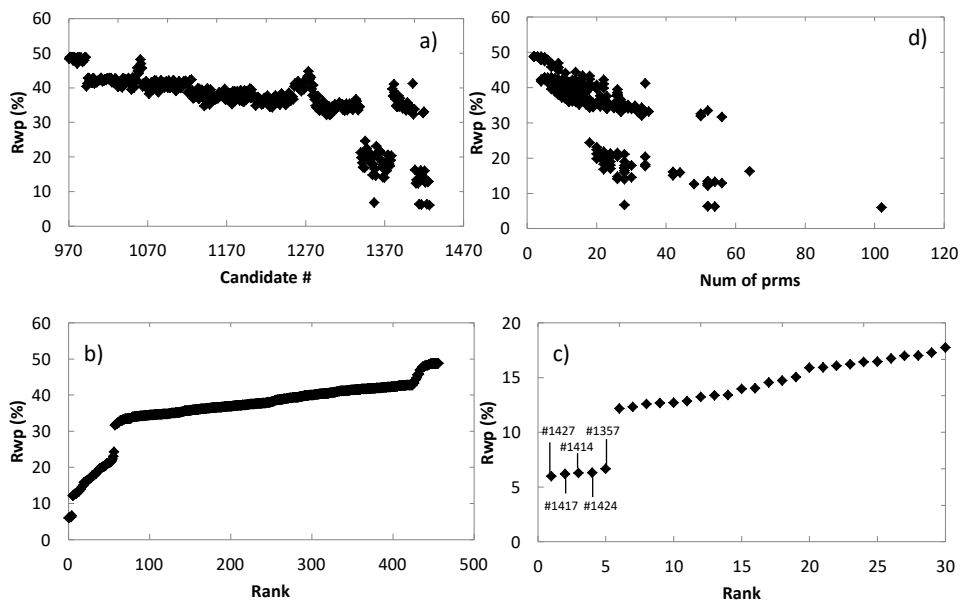 a)
Rwp (%)
60
50
40
30
20
10
0
970 1070 1170 1270 1370 1470
Candidate #
d)
Rwp (%)
60
50
40
30
20
10
0
0 20 40 60 80 100 120
Num of prms
b)
Rwp (%)
60
50
40
30
20
10
0
0 100 200 300 400 500
Rank
c)
Rwp (%)
20
15
10
5
0
#1427 #1357
#1414
#1417 #1424
0 5 10 15 20 25 30
Rank